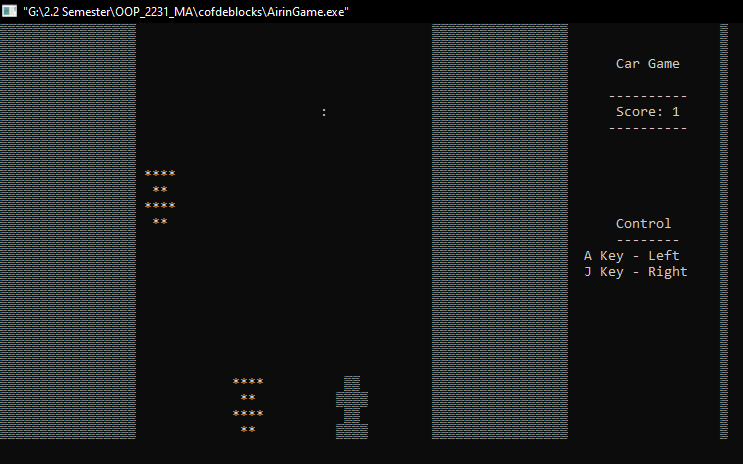 "G:\2.2 Semester\OOP_2231_MA\cofdeblocks\AirinGame.exe"
Car Game
----------
:
Score: 1
----------
****
**
****
**
Control
--------
A Key - Left
J Key - Right
****
**
****
**